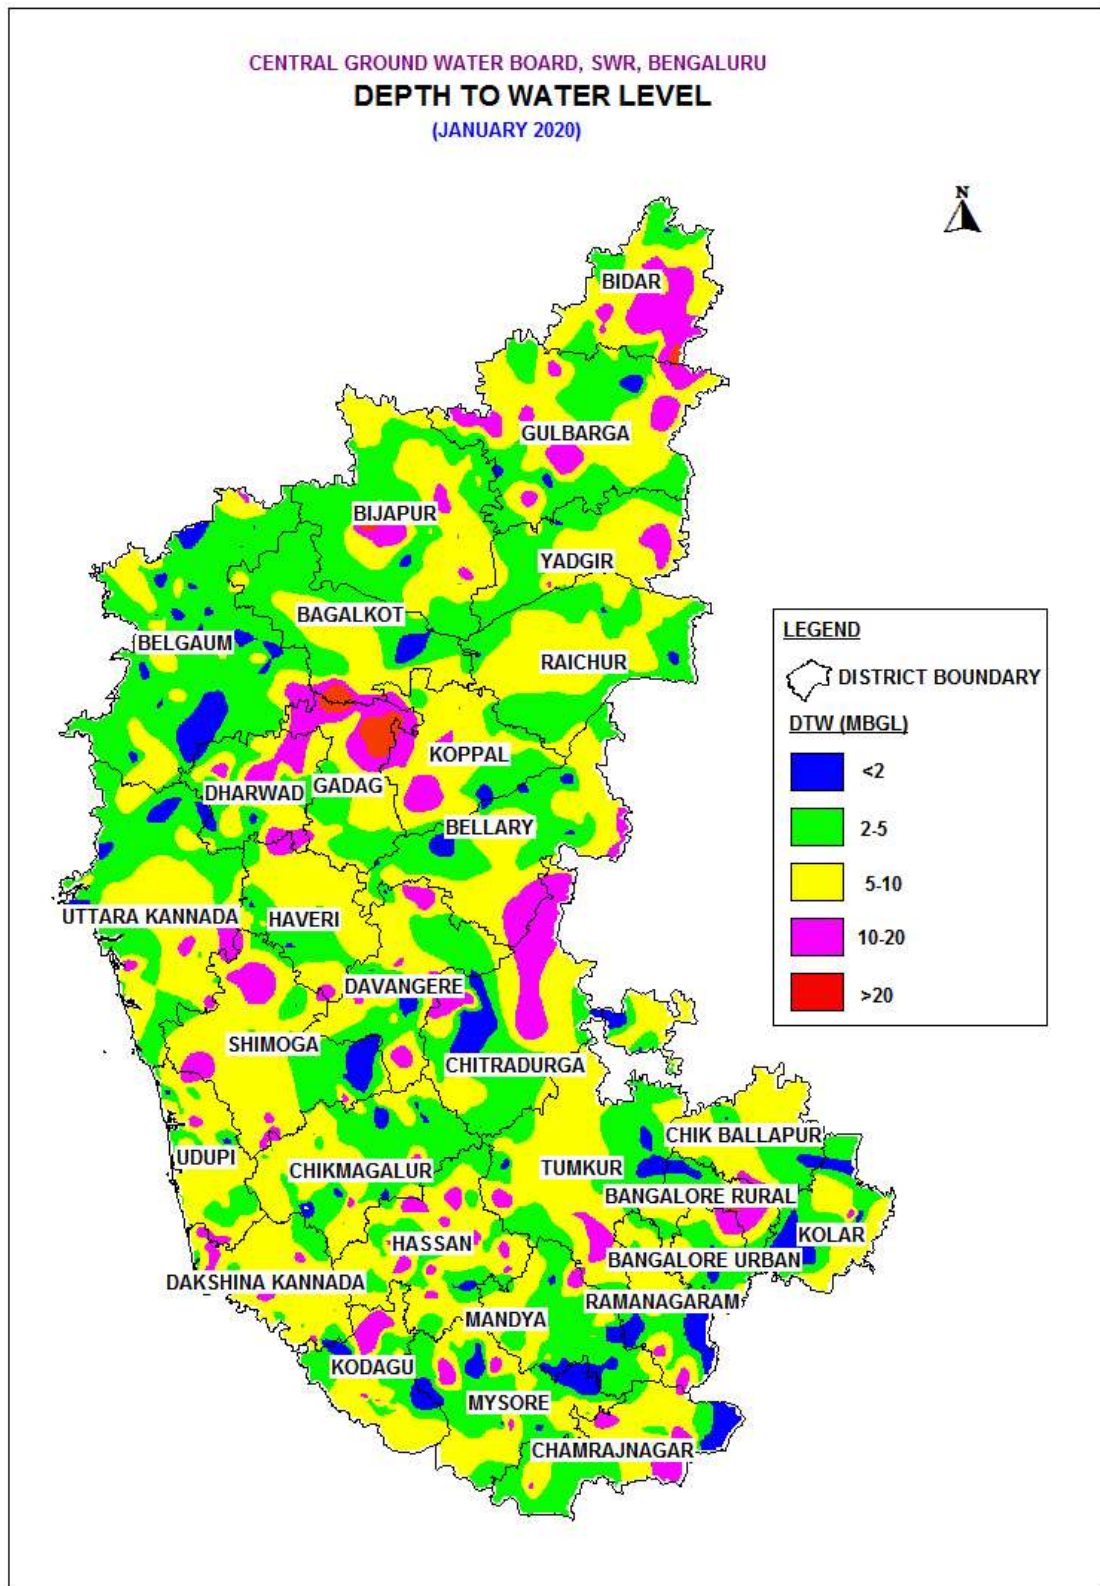 CENTRAL GROUND WATER BOARD, SWR, BENGALURU
DEPTH TO WATER LEVEL
(JANUARY 2020)
N
BIDAR
GULBARGA
BIJAPUR
YADGIR
BAGALKOT
BELGAUM
RAICHUR
LEGEND
DISTRICT BOUNDARY
DTW (MBGL)
<2
2-5
5-10
10-20
>20
KOPPAL
DHARWAD
GADAG
BELLARY
UTTARA KANNADA
HAVERI
DAVANGERE
SHIMOGA
CHITRADURGA
CHIK BALLAPUR
UDUPI
CHIKMAGALUR
TUMKUR
BANGALORE RURAL
KOLAR
HASSAN
BANGALORE URBAN
DAKSHINA KANNADA
RAMANAGARAM
MANDYA
KODAGU
MYSORE
CHAMRAJNAGAR